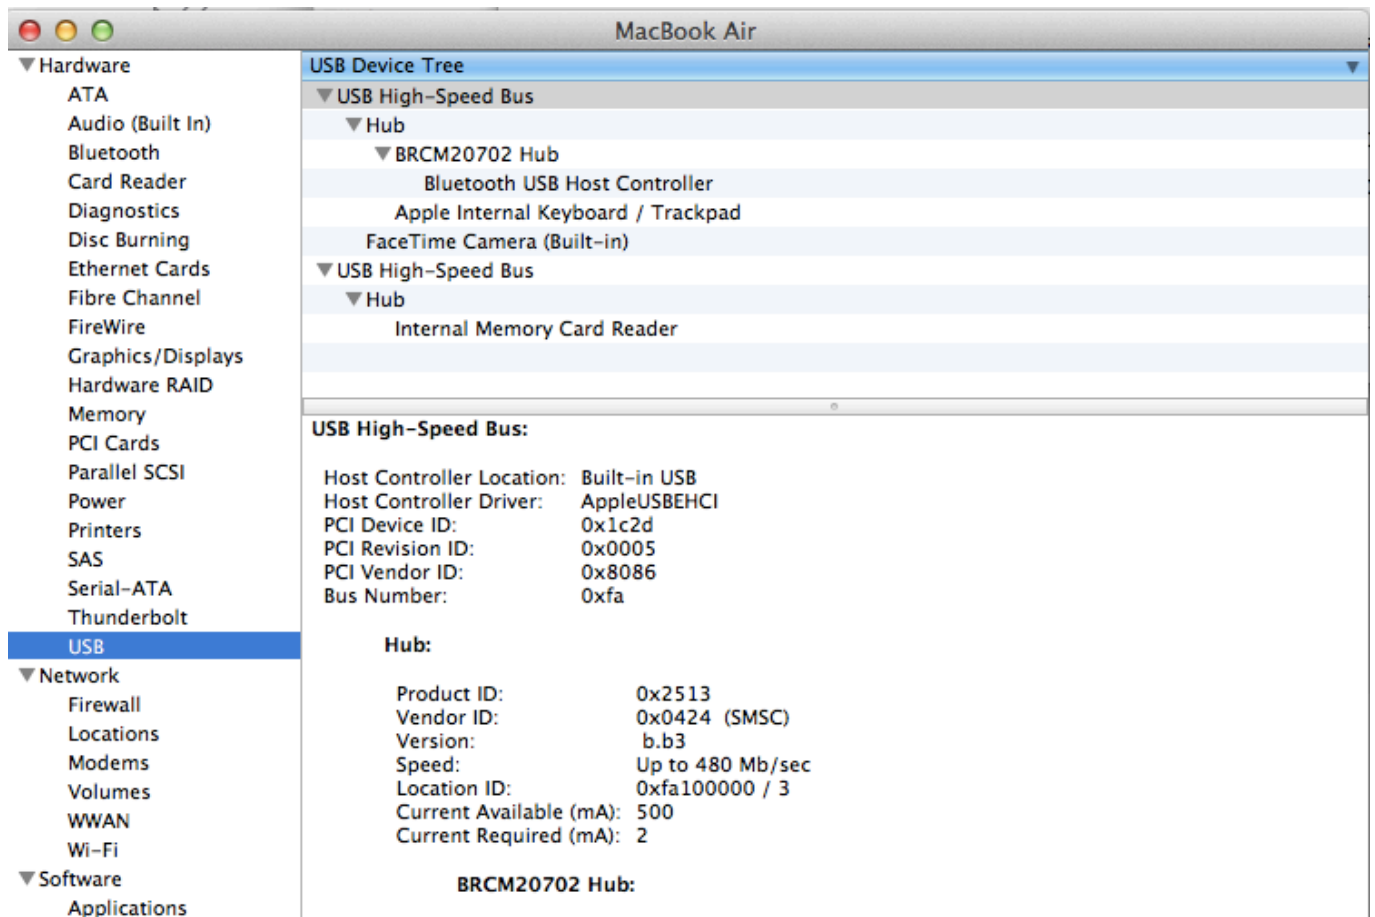 MacBook Air
Hardware
ATA
Audio (Built In)
Bluetooth
Card Reader
Diagnostics
Disc Burning
Ethernet Cards
Fibre Channel
FireWire
Graphics/Displays
Hardware RAID
Memory
PCI Cards
Parallel SCSI
Power
Printers
SAS
Serial-ATA
Thunderbolt
USB
Network
Firewall
Locations
Modems
Volumes
WWAN
Wi-Fi
Software
Applications
USB Device Tree
USB High-Speed Bus
Hub
BRCM20702 Hub
Bluetooth USB Host Controller
Apple Internal Keyboard / Trackpad
FaceTime Camera (Built-in)
USB High-Speed Bus
Hub
Internal Memory Card Reader
USB High-Speed Bus:
Host Controller Location: Built-in USB
Host Controller Driver: AppleUSBEHCI
PCI Device ID: 0x1c2d
PCI Revision ID: 0x0005
PCI Vendor ID: 0x8086
Bus Number: 0xfa
Hub:
Product ID: 0x2513
Vendor ID: 0x0424 (SMSC)
Version: b.b3
Speed: Up to 480 Mb/sec
Location ID: 0xfa100000 / 3
Current Available (mA): 500
Current Required (mA): 2
BRCM20702 Hub: